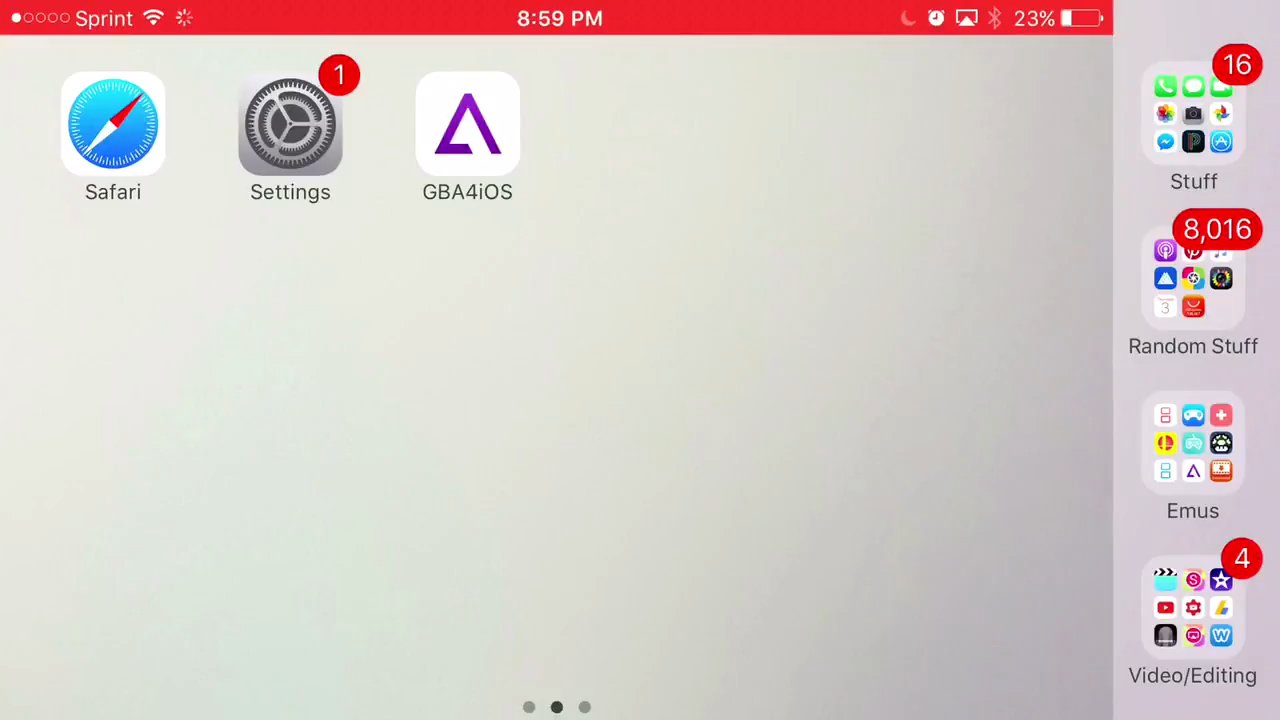 Sprint 8:59 PM 23%
1
Safari Settings GBA4iOS
16
Stuff
8,016
3
Random Stuff
Emus
4
Video/Editing